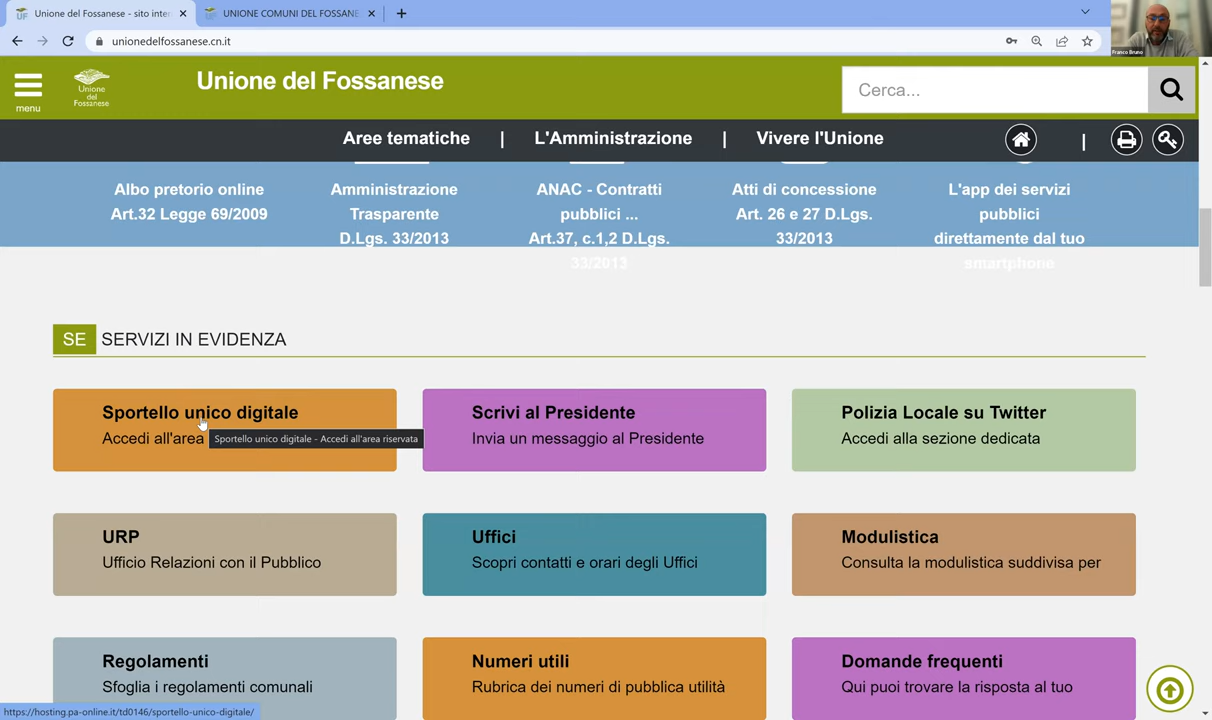 Unione del Fossanese - sito inter
UNIONE COMUNI DEL FOSSANE
unionedelfossanese.cn.it
Franco Bruno
menu
Unione
del
Fossanese
Unione del Fossanese
Cerca...
Aree tematiche | L'Amministrazione | Vivere l'Unione |
Albo pretorio online
Art.32 Legge 69/2009
Amministrazione
Trasparente
D.Lgs. 33/2013
ANAC - Contratti
pubblici ...
Art.37, c.1,2 D.Lgs.
33/2013
Atti di concessione
Art. 26 e 27 D.Lgs.
33/2013
L'app dei servizi
pubblici
direttamente dal tuo
smartphone
SE SERVIZI IN EVIDENZA
Sportello unico digitale
Accedi all'area
Sportello unico digitale - Accedi all'area riservata
Scrivi al Presidente
Invia un messaggio al Presidente
Polizia Locale su Twitter
Accedi alla sezione dedicata
URP
Ufficio Relazioni con il Pubblico
Uffici
Scopri contatti e orari degli Uffici
Modulistica
Consulta la modulistica suddivisa per
Regolamenti
Sfoglia i regolamenti comunali
Numeri utili
Rubrica dei numeri di pubblica utilità
Domande frequenti
Qui puoi trovare la risposta al tuo
https://hosting.pa-online.it/td0146/sportello-unico-digitale/